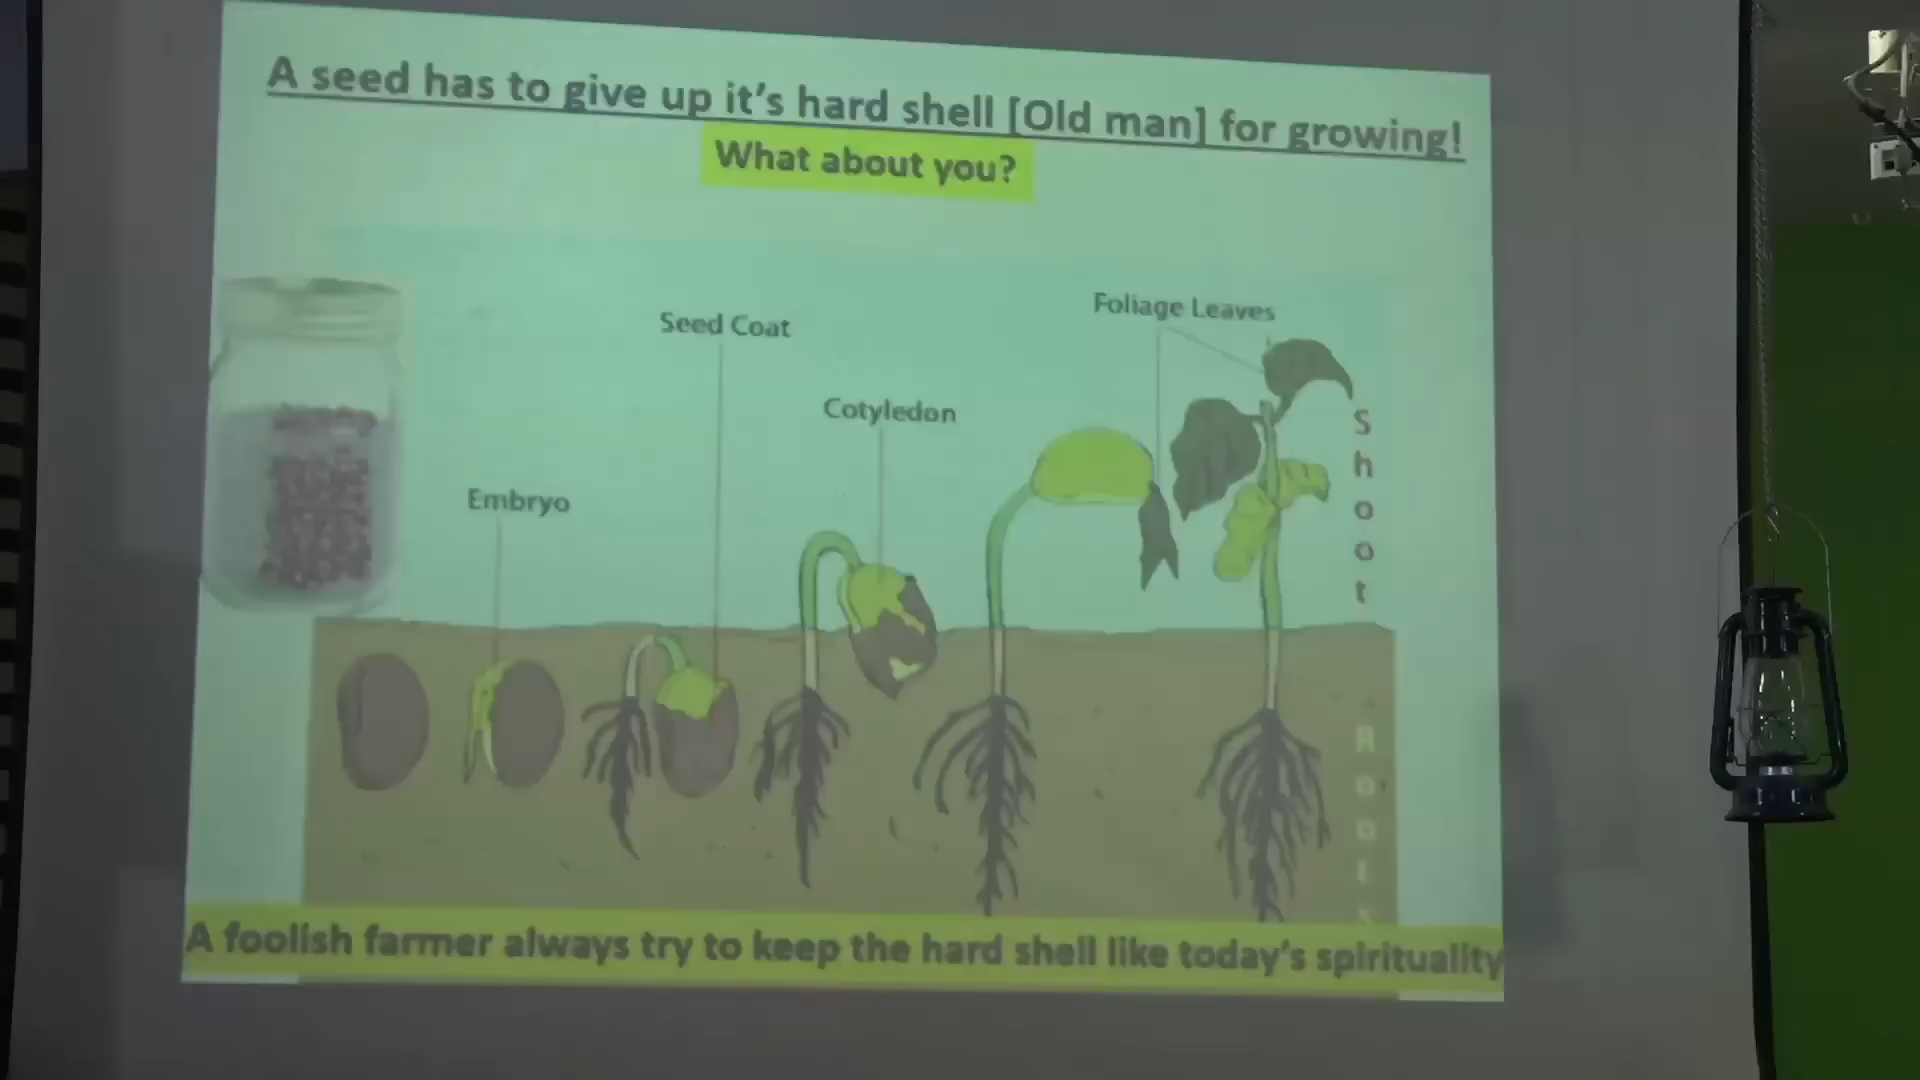 A seed has to give up it's hard shell [Old man] for growing!
What about you?
Foliage Leaves
Seed Coat
Cotyledon
Embryo
Shoot
A foolish farmer always try to keep the hard shell like today's spirituality